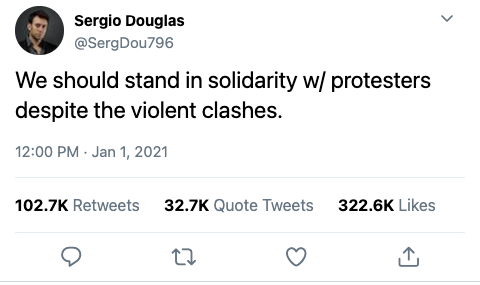 Sergio Douglas
@SergDou796
We should stand in solidarity w/ protesters
despite the violent clashes.
12:00 PM · Jan 1, 2021
102.7K Retweets 32.7K Quote Tweets 322.6K Likes